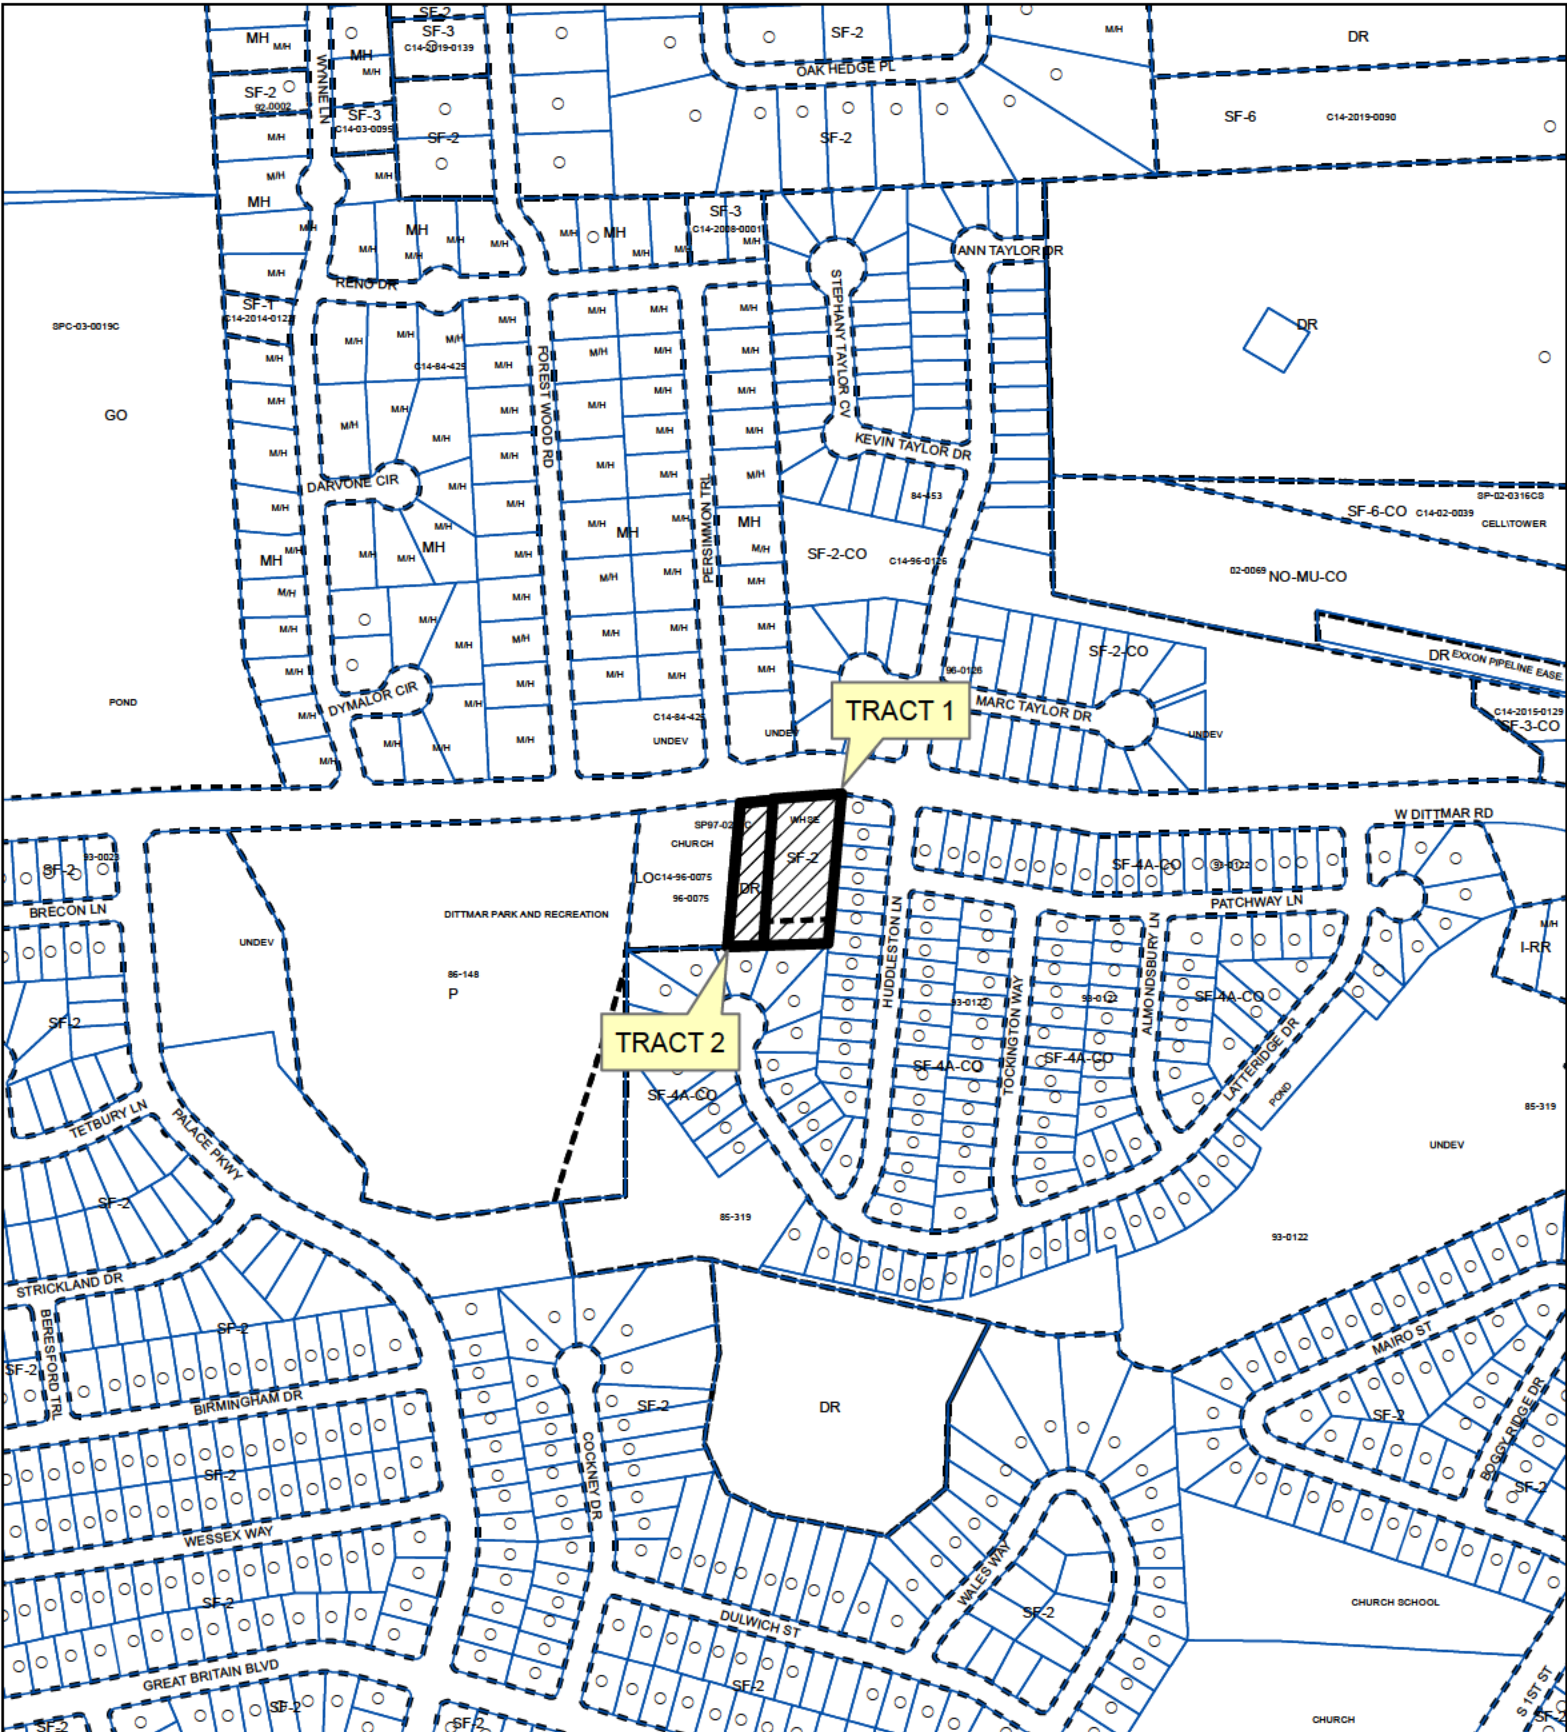 SF-2
MH
M/H
SF-3
C14-2019-0139
SF-2
M/H
DR
WYNNE LN
MH
M/H
OAK HEDGE PL
SF-2
92-0002
SF-3
C14-03-0095
SF-2
SF-2
SF-6
C14-2019-0090
M/H
M/H
M/H
MH
M/H
MH
M/H
M/H
M/H
M/H
M/H
MH
M/H
M/H
SF-3
C14-2008-0001
M/H
ANN TAYLOR DR
M/H
RENO DR
STEPHANY TAYLOR CV
SF-1
C14-2014-012
SPC-03-0019C
DR
M/H
M/H
M/H
M/H
M/H
M/H
M/H
C14-84-425
FOREST WOOD RD
GO
KEVIN TAYLOR DR
DARVONE CIR
84-453
SP-02-0316CS
SF-6-CO
C14-02-0039
CELL\TOWER
PERSIMMON TRL
MH
MH
MH
MH
SF-2-CO
C14-96-0126
02-0069
NO-MU-CO
SF-2-CO
DR
EXXON PIPELINE EASE.
96-0126
DYMALOR CIR
POND
TRACT 1
MARC TAYLOR DR
C14-2015-0129
SF-3-CO
C14-84-425
UNDEV
UNDEV
UNDEV
W DITTMAR RD
SP97-02
C
WHSE
CHURCH
SF-2
93-0023
SF-2
SF-4A-CO
93-0122
LO
C14-96-0075
96-0075
DR
BRECON LN
DITTMAR PARK AND RECREATION
PATCHWAY LN
M/H
I-RR
UNDEV
HUDDLESTON LN
ALMONDSBURY LN
86-148
P
TOCKINGTON WAY
93-0122
93-0122
SF-4A-CO
SF-2
TRACT 2
SF-4A-CO
SF-4A-CO
LATTERIDGE DR
POND
SF-4A-CO
85-319
TETBURY LN
PALACE PKWY
UNDEV
SF-2
85-319
93-0122
STRICKLAND DR
BERESFORD TRL
SF-2
MAIRO ST
SF-2
BIRMINGHAM DR
SF-2
DR
SF-2
BOGGY RIDGE DR
COCKNEY DR
SF-2
SF-2
WESSEX WAY
WALES WAY
SF-2
SF-2
DULWICH ST
CHURCH SCHOOL
GREAT BRITAIN BLVD
SF-2
SF-2
S 1ST ST
SF-2
SF-2
CHURCH
SF-2